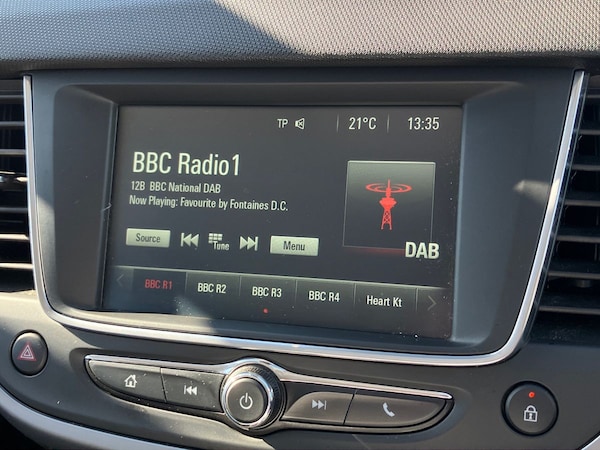 TP 21°C 13:35
BBC Radio1
12B BBC National DAB
Now Playing: Favourite by Fontaines D.C.
DAB
Source Tune Menu
BBC R1 BBC R2 BBC R3 BBC R4 Heart Kt